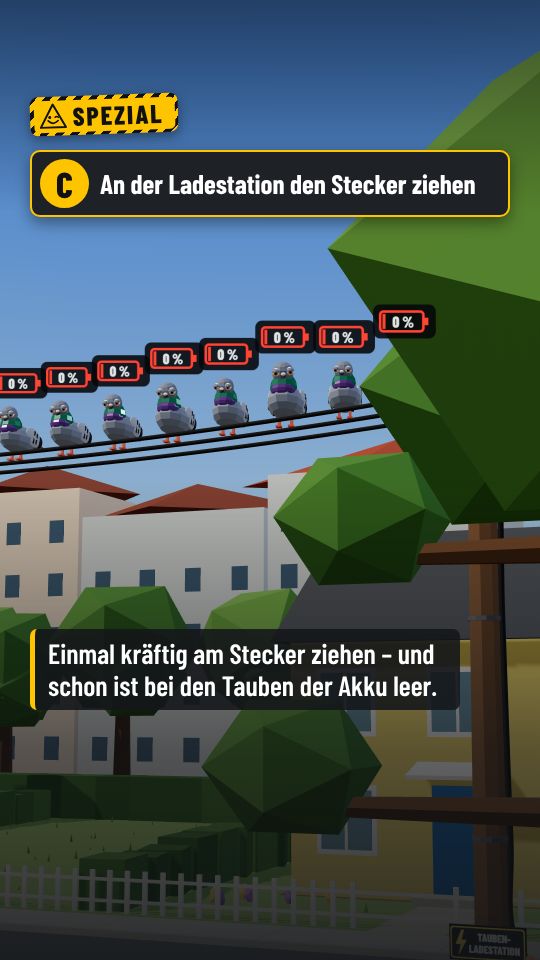 SPEZIAL
C An der Ladestation den Stecker ziehen
0 %
0 %
0 %
0 %
0 %
0 %
0 %
0 %
Einmal kräftig am Stecker ziehen – und
schon ist bei den Tauben der Akku leer.
TAUBEN-
LADESTATION